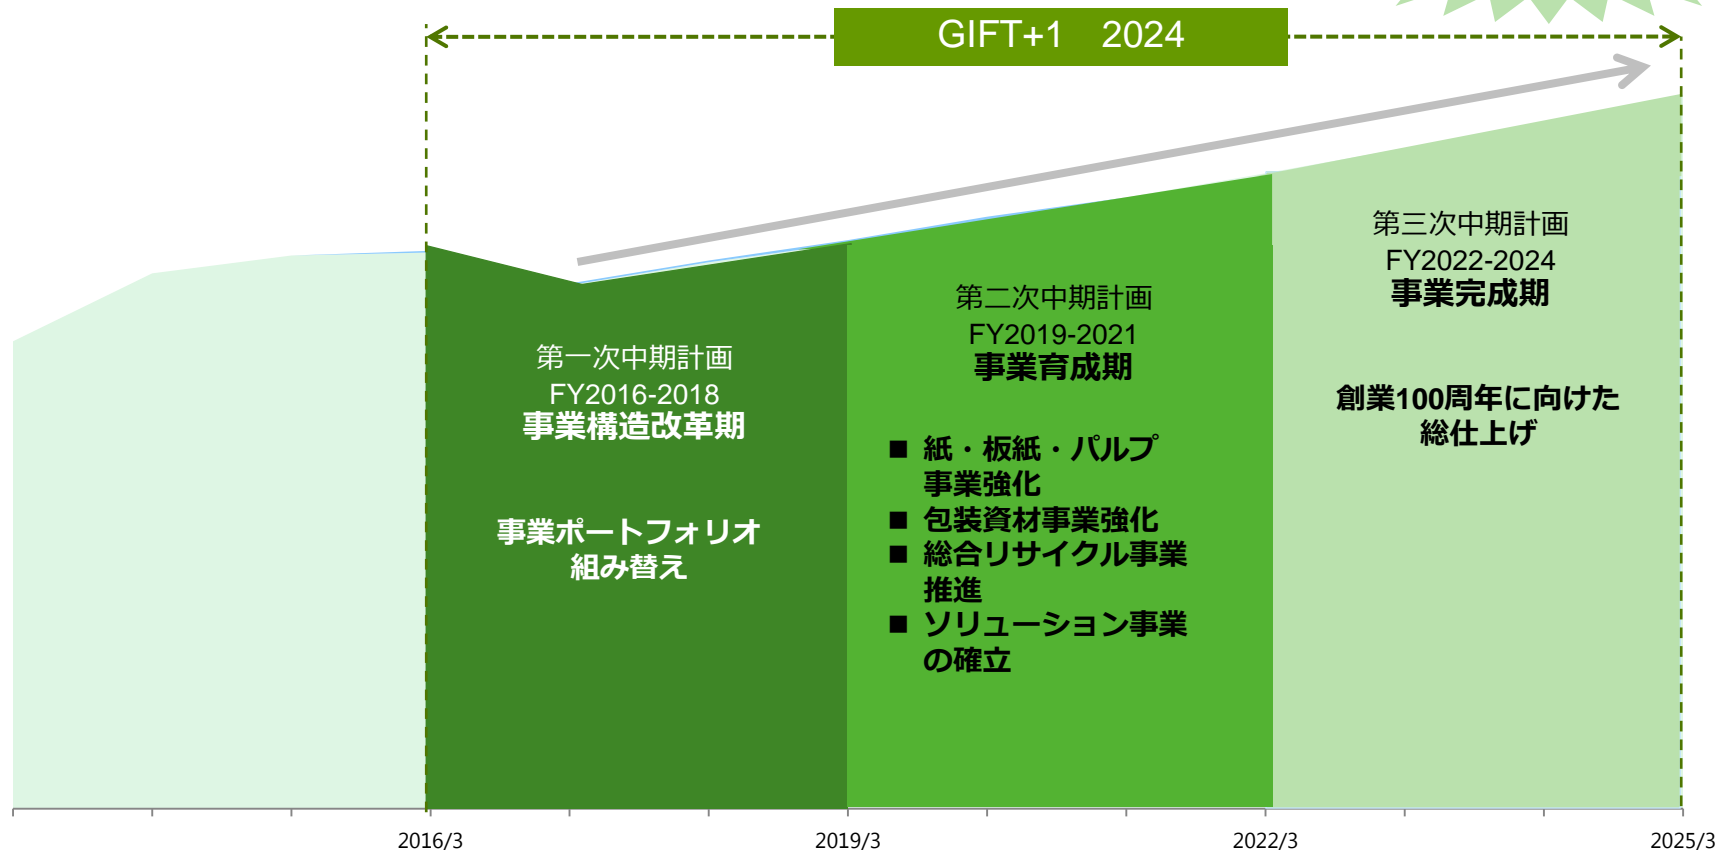 GIFT+1　2024
第一次中期計画
FY2016-2018
事業構造改革期
事業ポートフォリオ
組み替え
第二次中期計画
FY2019-2021
事業育成期
■ 紙・板紙・パルプ
事業強化
■ 包装資材事業強化
■ 総合リサイクル事業
推進
■ ソリューション事業
の確立
第三次中期計画
FY2022-2024
事業完成期
創業100周年に向けた
総仕上げ
2016/3
2019/3
2022/3
2025/3